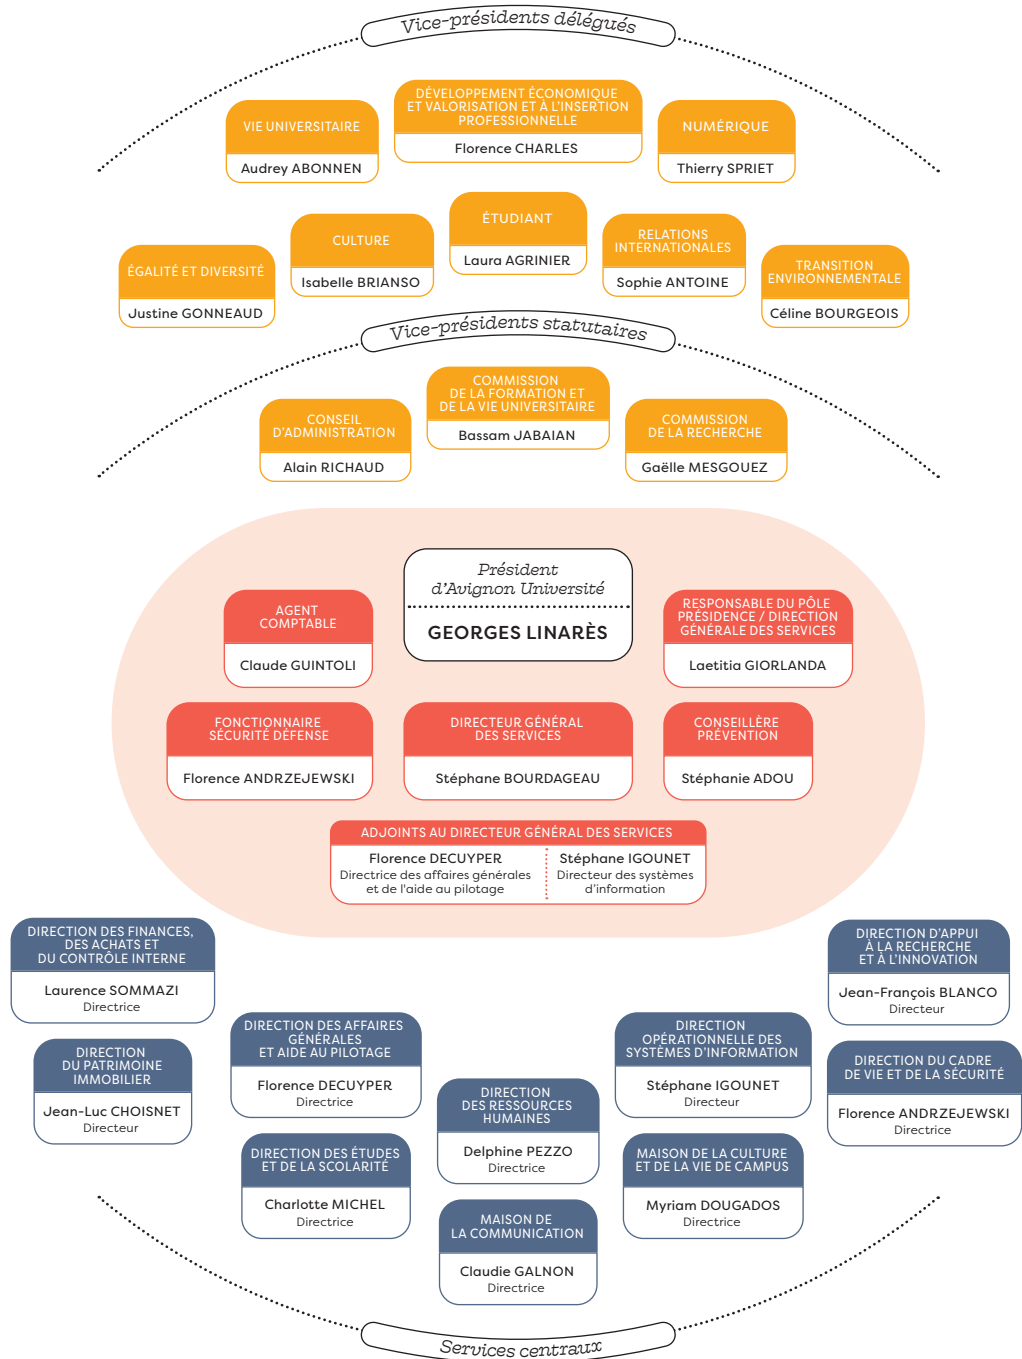 Vice-présidents délégués
VIE UNIVERSITAIRE
Audrey ABONNEN
DÉVELOPPEMENT ÉCONOMIQUE
ET VALORISATION ET À L'INSERTION
PROFESSIONNELLE
Florence CHARLES
NUMÉRIQUE
Thierry SPRIET
ÉGALITÉ ET DIVERSITÉ
Justine GONNEAUD
CULTURE
Isabelle BRIANSO
ÉTUDIANT
Laura AGRINIER
RELATIONS
INTERNATIONALES
Sophie ANTOINE
TRANSITION
ENVIRONNEMENTALE
Céline BOURGEOIS
Vice-présidents statutaires
CONSEIL
D'ADMINISTRATION
Alain RICHAUD
COMMISSION
DE LA FORMATION ET
DE LA VIE UNIVERSITAIRE
Bassam JABAIAN
COMMISSION
DE LA RECHERCHE
Gaëlle MESGOUEZ
Président
d'Avignon Université
GEORGES LINARÈS
AGENT
COMPTABLE
Claude GUINTOLI
RESPONSABLE DU PÔLE
PRÉSIDENCE / DIRECTION
GÉNÉRALE DES SERVICES
Laetitia GIORLANDA
FONCTIONNAIRE
SÉCURITÉ DÉFENSE
Florence ANDRZEJEWSKI
DIRECTEUR GÉNÉRAL
DES SERVICES
Stéphane BOURDAGEAU
CONSEILLÈRE
PRÉVENTION
Stéphanie ADOU
ADJOINTS AU DIRECTEUR GÉNÉRAL DES SERVICES
Florence DECUYPER
Directrice des affaires générales
et de l'aide au pilotage
Stéphane IGOUNET
Directeur des systèmes
d'information
DIRECTION DES FINANCES,
DES ACHATS ET
DU CONTRÔLE INTERNE
Laurence SOMMAZI
Directrice
DIRECTION D'APPUI
À LA RECHERCHE
ET À L'INNOVATION
Jean-François BLANCO
Directeur
DIRECTION
DU PATRIMOINE
IMMOBILIER
Jean-Luc CHOISNET
Directeur
DIRECTION DES AFFAIRES
GÉNÉRALES
ET AIDE AU PILOTAGE
Florence DECUYPER
Directrice
DIRECTION
DES RESSOURCES
HUMAINES
Delphine PEZZO
Directrice
DIRECTION
OPÉRATIONNELLE DES
SYSTÈMES D'INFORMATION
Stéphane IGOUNET
Directeur
DIRECTION DU CADRE
DE VIE ET DE LA SÉCURITÉ
Florence ANDRZEJEWSKI
Directrice
DIRECTION DES ÉTUDES
ET DE LA SCOLARITÉ
Charlotte MICHEL
Directrice
MAISON DE
LA COMMUNICATION
Claudie GALNON
Directrice
MAISON DE LA CULTURE
ET DE LA VIE DE CAMPUS
Myriam DOUGADOS
Directrice
Services centraux